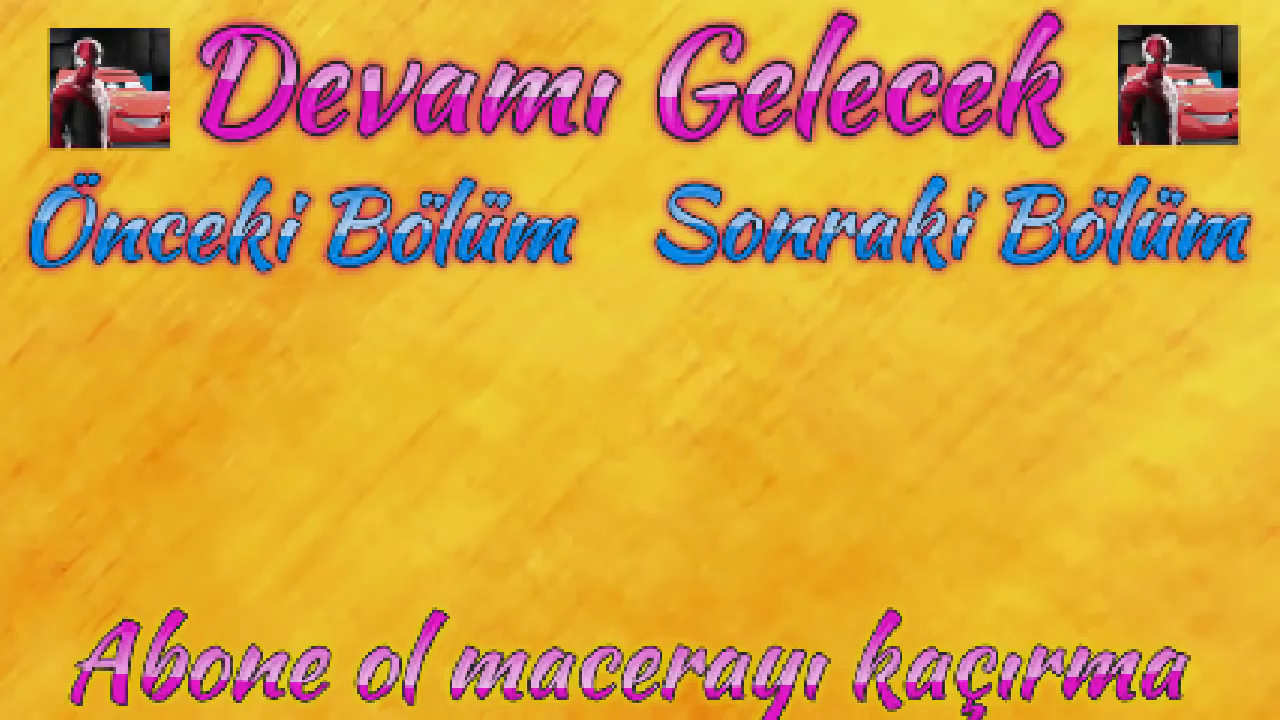 Devamı Gelecek
Önceki Bölüm Sonraki Bölüm
Abone ol macerayı kaçırma